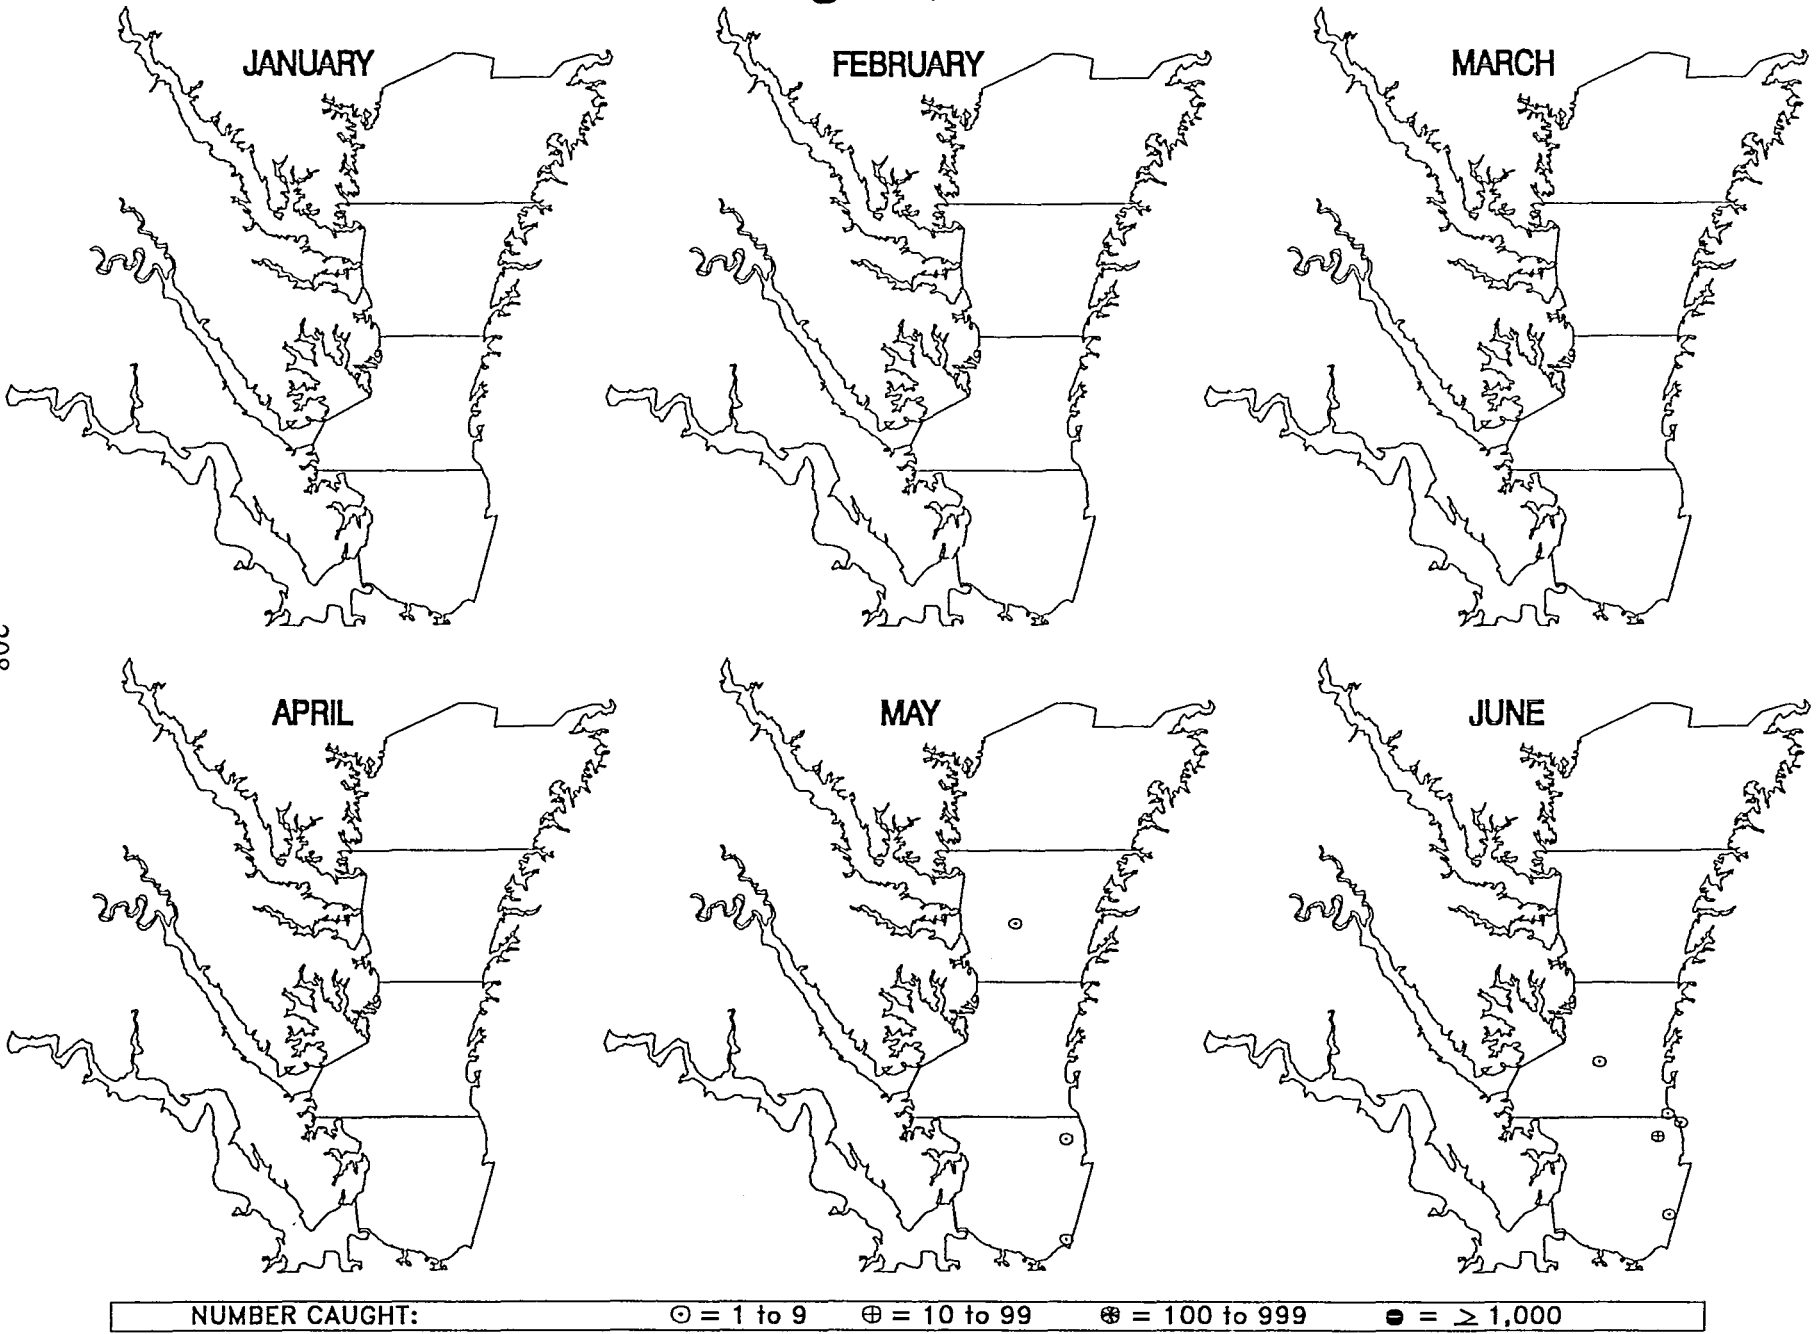 JANUARY FEBRUARY MARCH
208
APRIL MAY JUNE
NUMBER CAUGHT: ⊙ = 1 to 9 ⊕ = 10 to 99 ⊛ = 100 to 999 ⊖ = ≥ 1,000